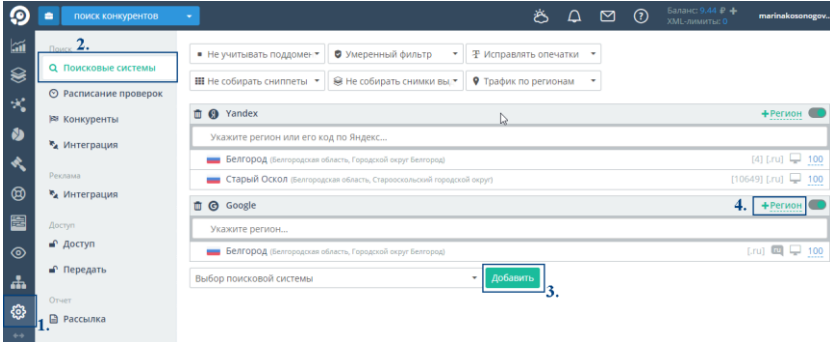 поиск конкурентов
Баланс: 9.44 ₽ +
XML-лимиты: 0
marinakosonogov..
Поиск
2.
Поисковые системы
Расписание проверок
Конкуренты
Интеграция
Реклама
Интеграция
Доступ
Доступ
Передать
Отчет
Рассылка
1.
Не учитывать поддомен
Умеренный фильтр
Исправлять опечатки
Не собирать сниппеты
Не собирать снимки вы,
Трафик по регионам
Yandex
+Регион
Укажите регион или его код по Яндекс...
Белгород (Белгородская область, Городской округ Белгород) [4] [.ru] 100
Старый Оскол (Белгородская область, Старооскольский городской округ) [10649] [.ru] 100
Google
4. +Регион
Укажите регион...
Белгород (Белгородская область, Городской округ Белгород) [.ru] ru 100
Выбор поисковой системы
Добавить
3.